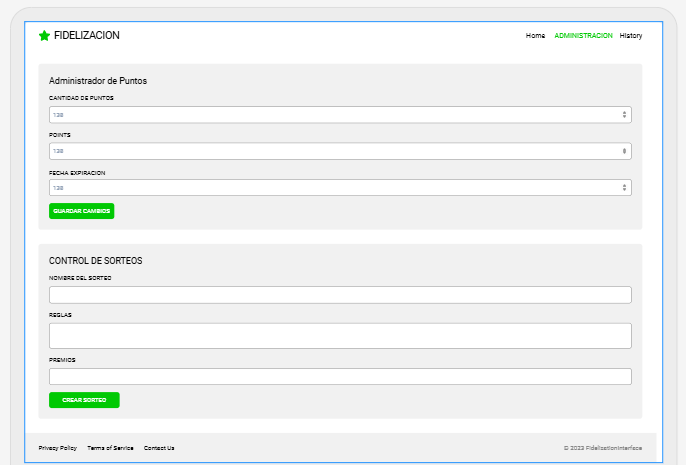 FIDELIZACION
Home ADMINISTRACION History
Administrador de Puntos
CANTIDAD DE PUNTOS
138
POINTS
138
FECHA EXPIRACION
138
GUARDAR CAMBIOS
CONTROL DE SORTEOS
NOMBRE DEL SORTEO
REGLAS
PREMIOS
CREAR SORTEO
Privacy Policy Terms of Service Contact Us
© 2023 FidelizationInterface